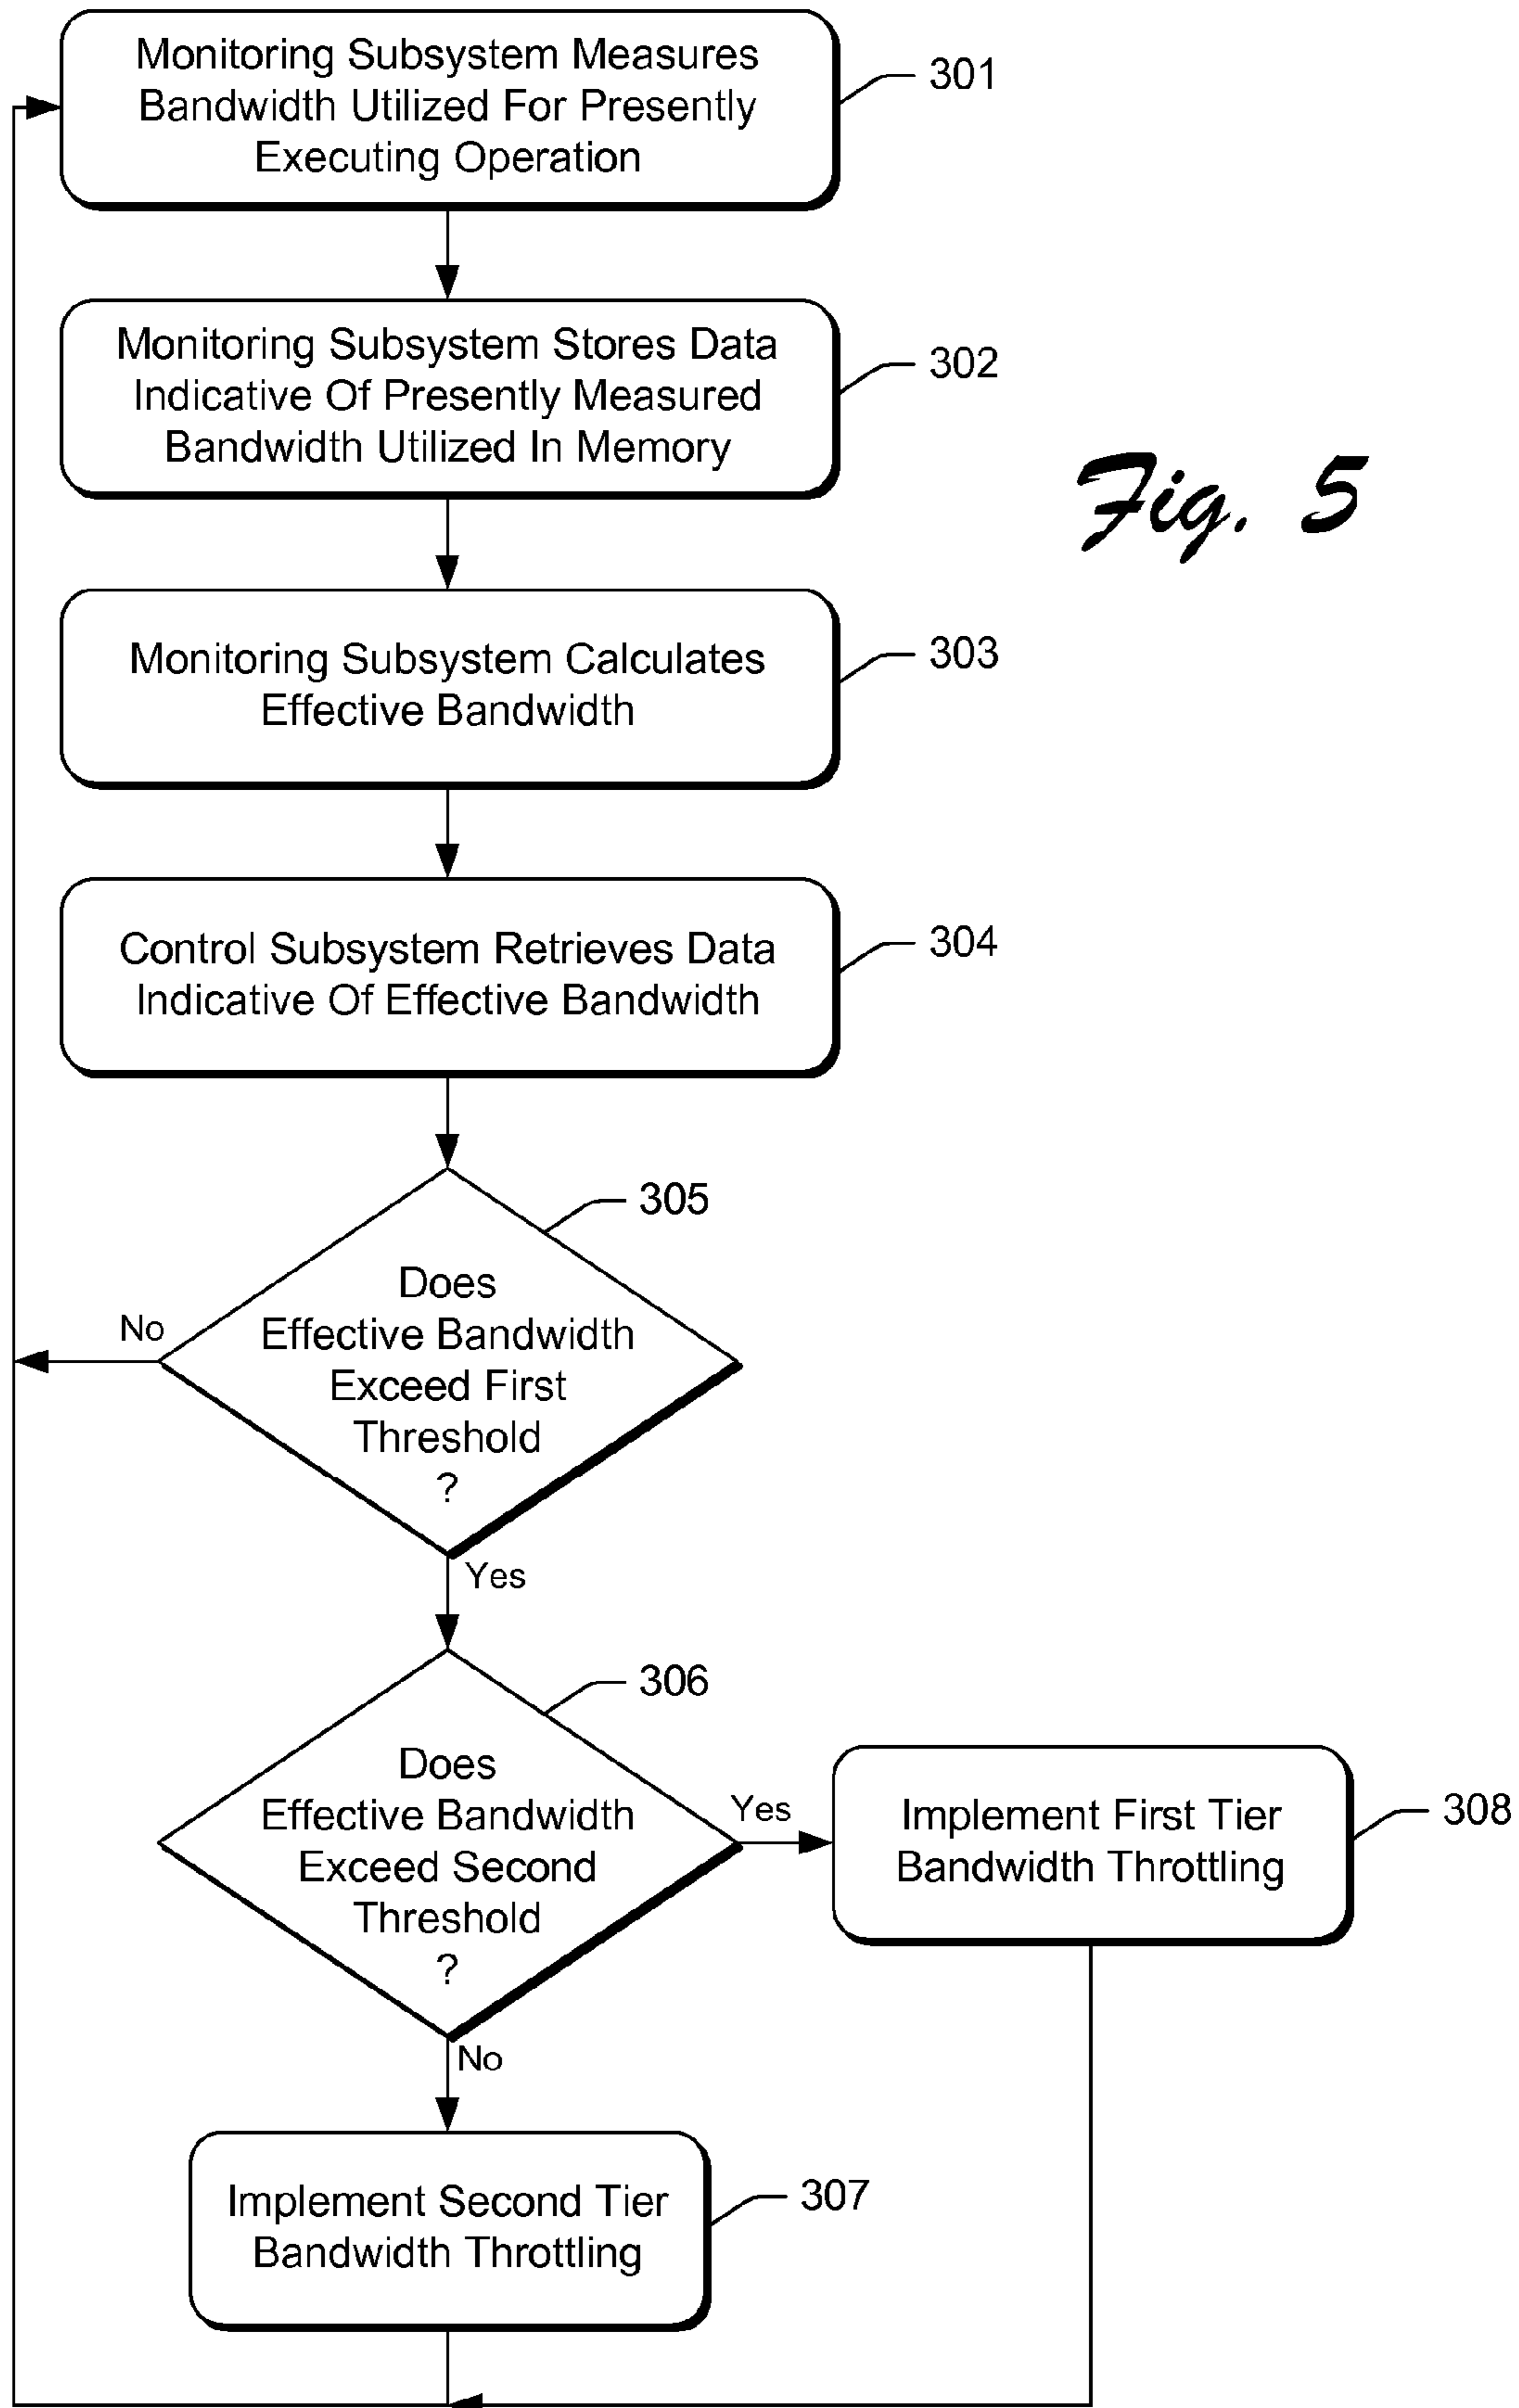 Monitoring Subsystem Measures
Bandwidth Utilized For Presently
Executing Operation
301
Monitoring Subsystem Stores Data
Indicative Of Presently Measured
Bandwidth Utilized In Memory
302
Fig. 5
Monitoring Subsystem Calculates
Effective Bandwidth
303
Control Subsystem Retrieves Data
Indicative Of Effective Bandwidth
304
305
Does
Effective Bandwidth
Exceed First
Threshold
?
No
Yes
306
Does
Effective Bandwidth
Exceed Second
Threshold
?
Yes
Implement First Tier
Bandwidth Throttling
308
No
Implement Second Tier
Bandwidth Throttling
307